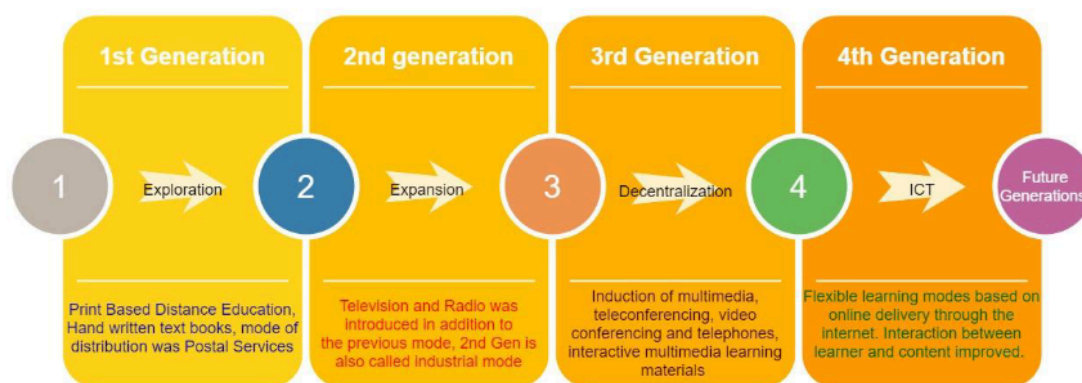 1st Generation
2nd generation
3rd Generation
4th Generation
1
Exploration
2
Expansion
3
Decentralization
4
ICT
Future
Generations
Print Based Distance Education,
Hand written text books, mode of
distribution was Postal Services
Television and Radio was
introduced in addition to
the previous mode, 2nd Gen is
also called industrial mode
Induction of multimedia,
teleconferencing, video
conferencing and telephones,
interactive multimedia learning
materials
Flexible learning modes based on
online delivery through the
internet. Interaction between
learner and content improved.